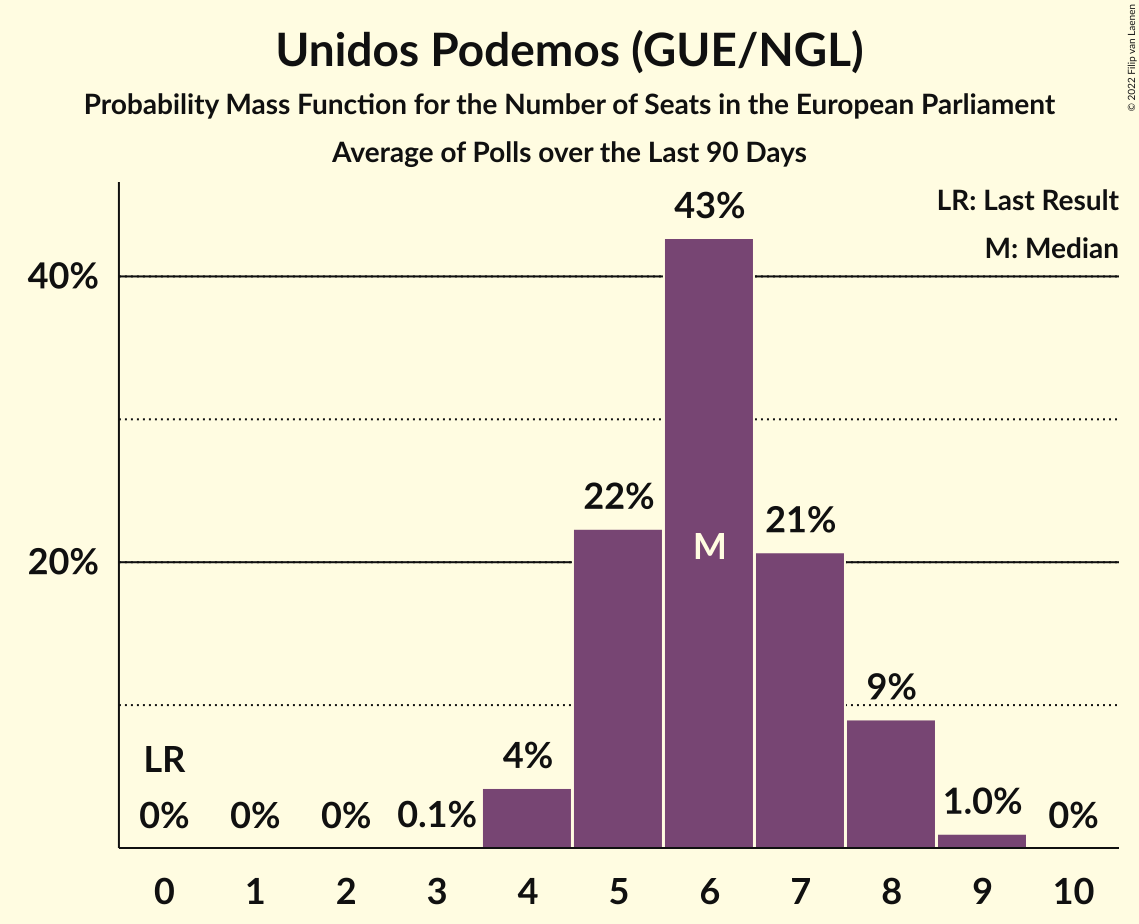 Unidos Podemos (GUE/NGL)
Probability Mass Function for the Number of Seats in the European Parliament
Average of Polls over the Last 90 Days
© 2022 Filip van Laenen
LR: Last Result
M: Median
43%
40%
22%
21%
M
20%
9%
LR
4%
0% 0% 0% 0.1% 1.0% 0%
0 1 2 3 4 5 6 7 8 9 10